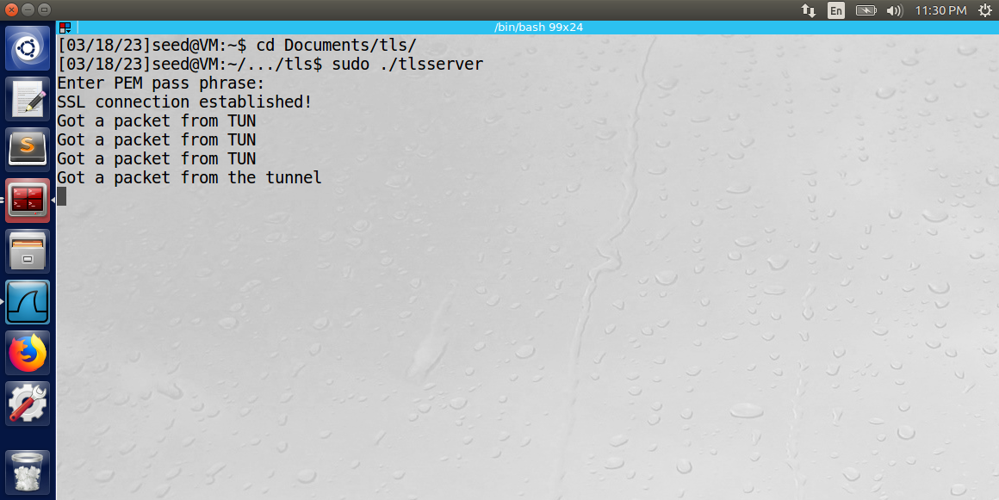 En
11:30 PM
/bin/bash 99x24
[03/18/23]seed@VM:~$ cd Documents/tls/
[03/18/23]seed@VM:~/.../tls$ sudo ./tlsserver
Enter PEM pass phrase:
SSL connection established!
Got a packet from TUN
Got a packet from TUN
Got a packet from TUN
Got a packet from the tunnel